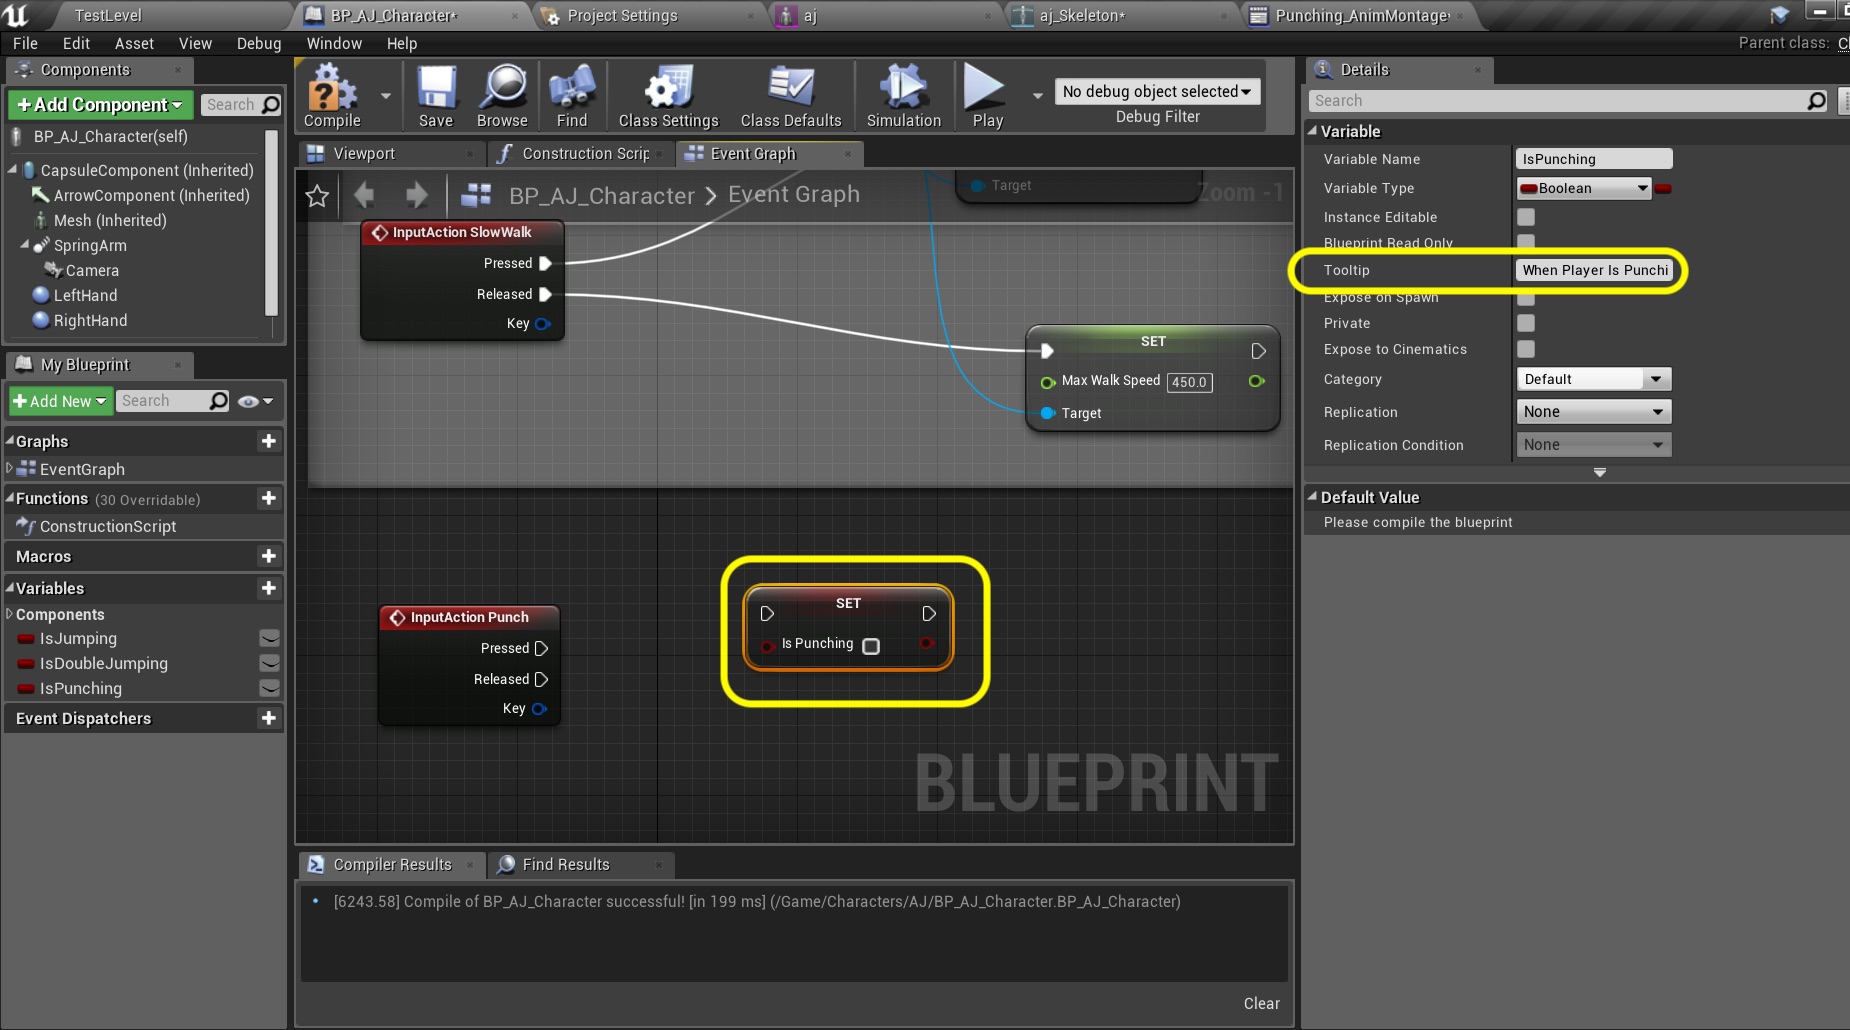 TestLevel
BP_AJ_Character*
Project Settings
aj
aj_Skeleton*
Punching_AnimMontage
File Edit Asset View Debug Window Help
Parent class:
Components
+Add Component
Search
BP_AJ_Character(self)
CapsuleComponent (Inherited)
ArrowComponent (Inherited)
Mesh (Inherited)
SpringArm
Camera
LeftHand
RightHand
My Blueprint
+Add New
Search
Graphs
EventGraph
Functions (30 Overridable)
ConstructionScript
Macros
Variables
Components
IsJumping
IsDoubleJumping
IsPunching
Event Dispatchers
Compile
Save
Browse
Find
Class Settings
Class Defaults
Simulation
Play
No debug object selected
Debug Filter
Viewport
Construction Scrip
Event Graph
BP_AJ_Character > Event Graph
Zoom -1
Target
InputAction SlowWalk
Pressed
Released
Key
SET
Max Walk Speed 450.0
Target
InputAction Punch
Pressed
Released
Key
SET
Is Punching
BLUEPRINT
Compiler Results
Find Results
[6243.58] Compile of BP_AJ_Character successful! [in 199 ms] (/Game/Characters/AJ/BP_AJ_Character.BP_AJ_Character)
Clear
Details
Search
Variable
Variable Name IsPunching
Variable Type Boolean
Instance Editable
Blueprint Read Only
Tooltip When Player Is Punchi
Expose on Spawn
Private
Expose to Cinematics
Category Default
Replication None
Replication Condition None
Default Value
Please compile the blueprint